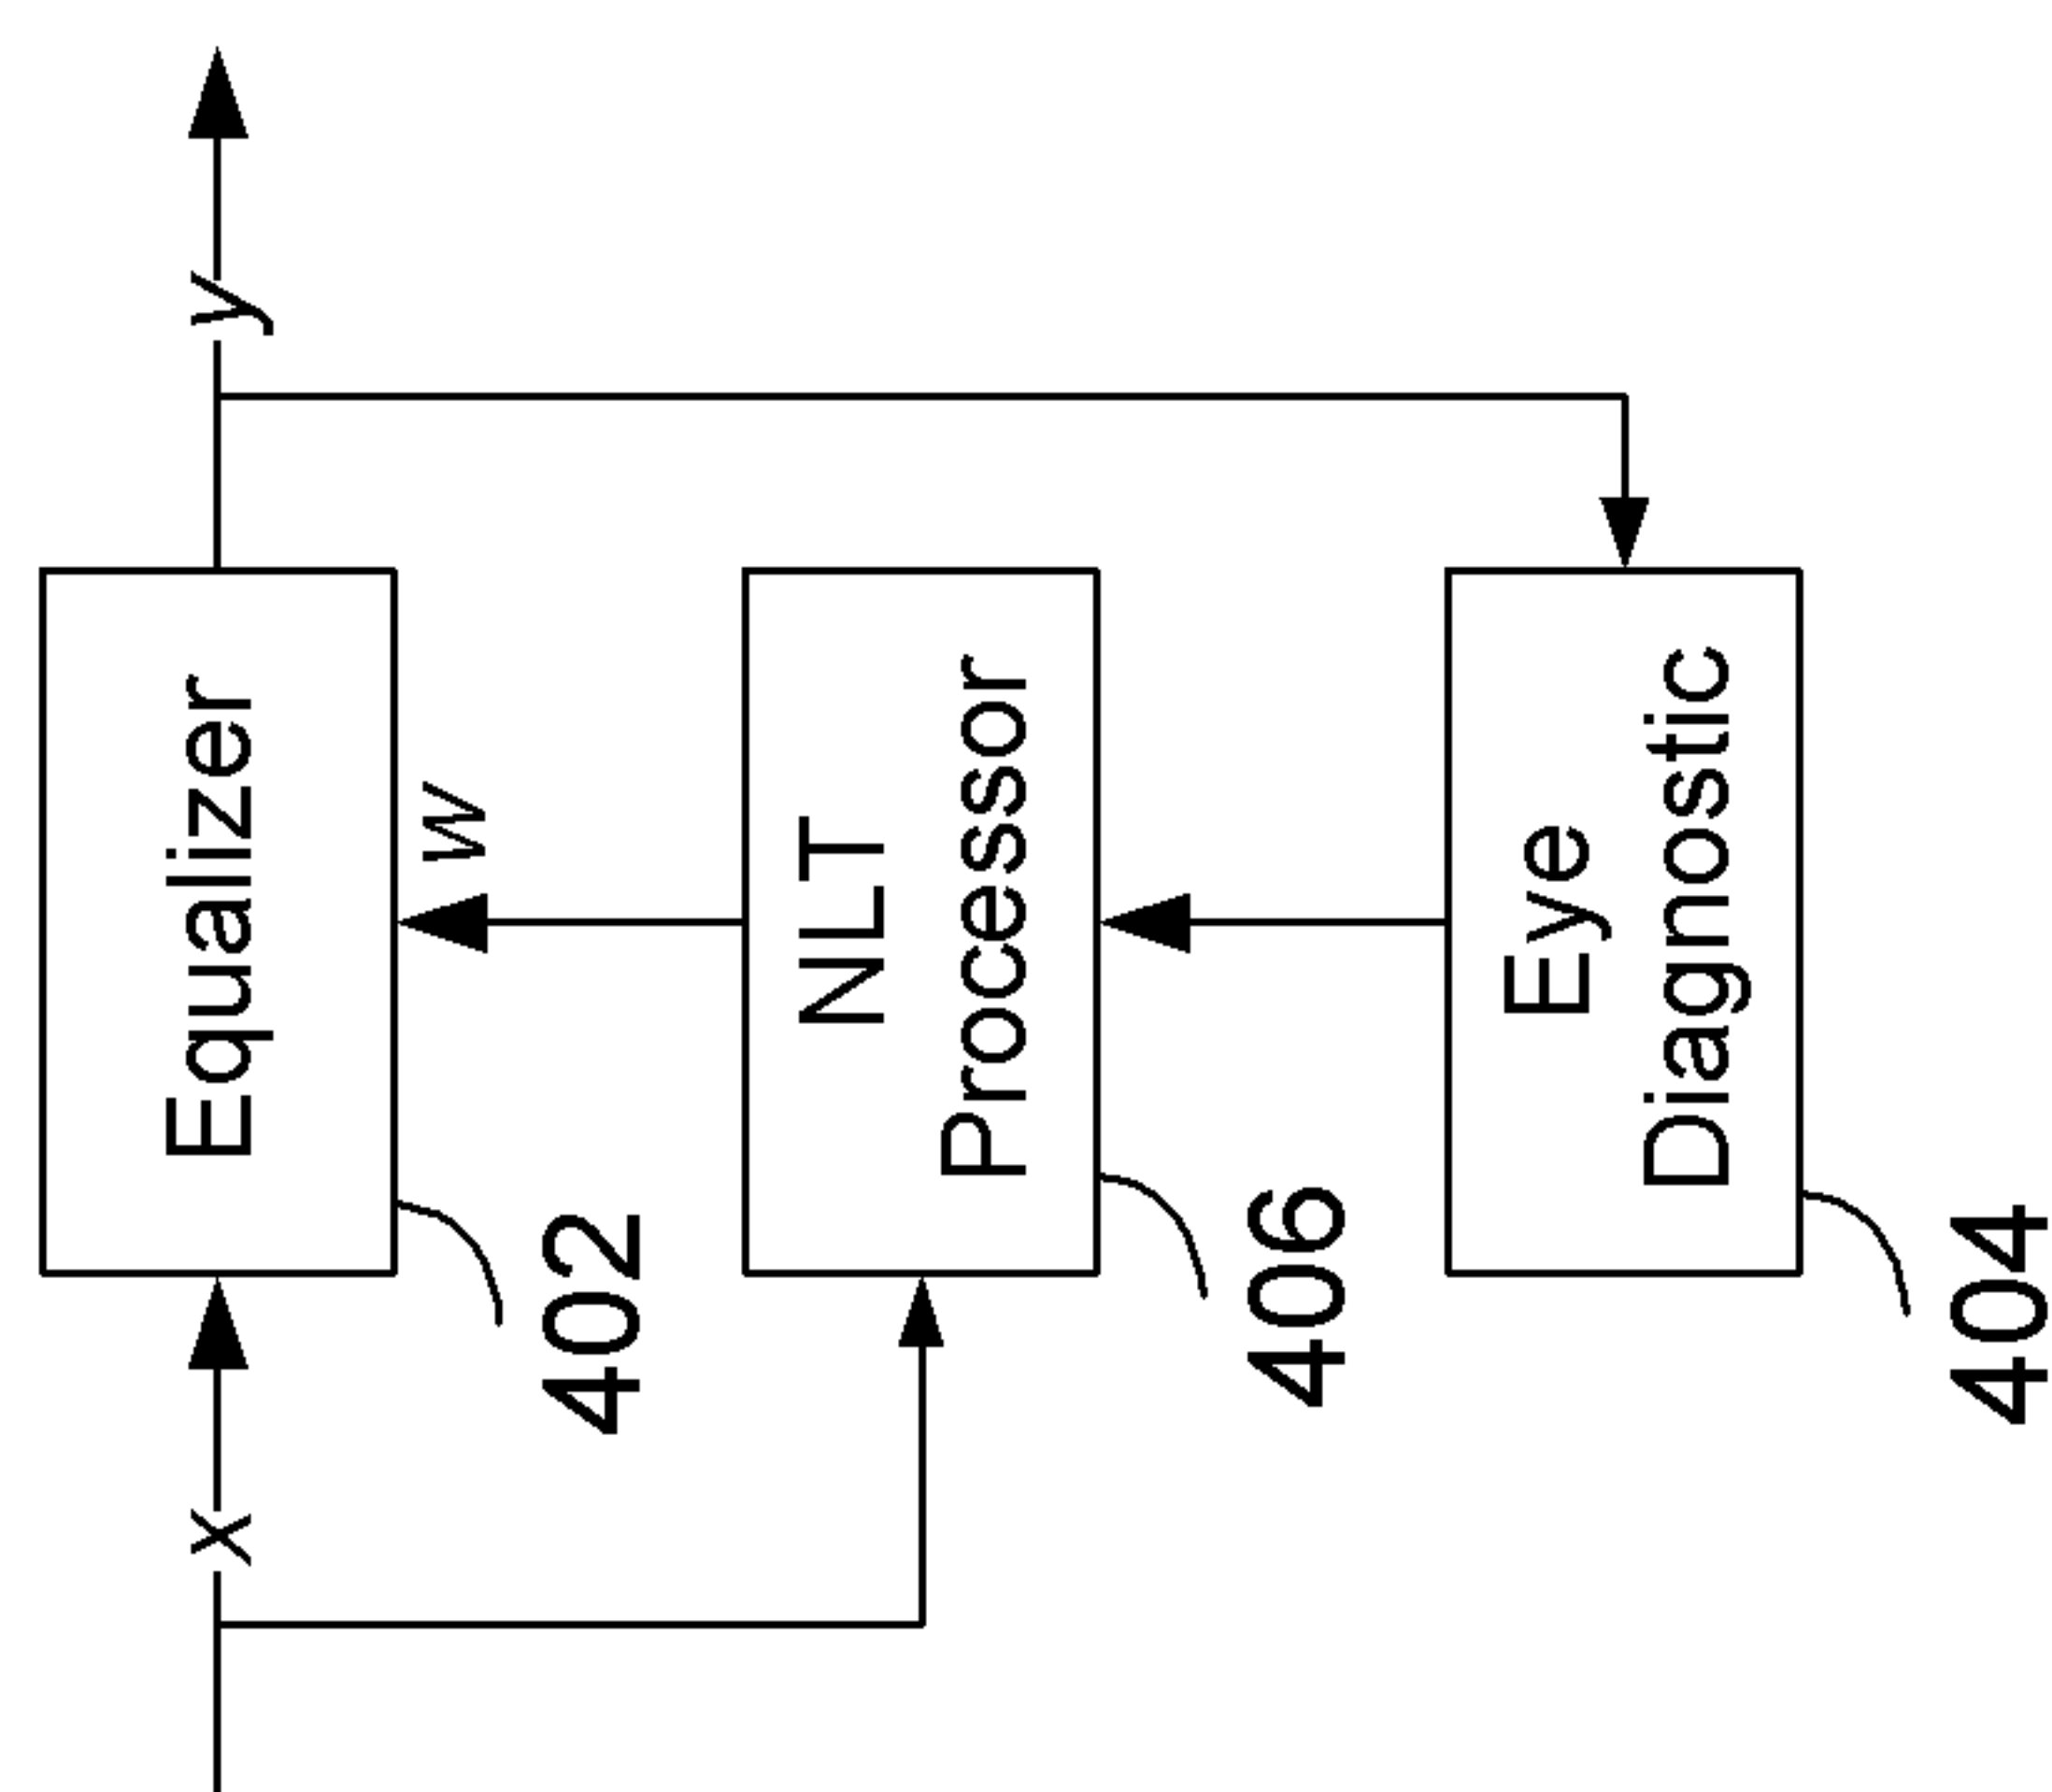 x
Equalizer
y
402
w
NLT
Processor
406
Eye
Diagnostic
404